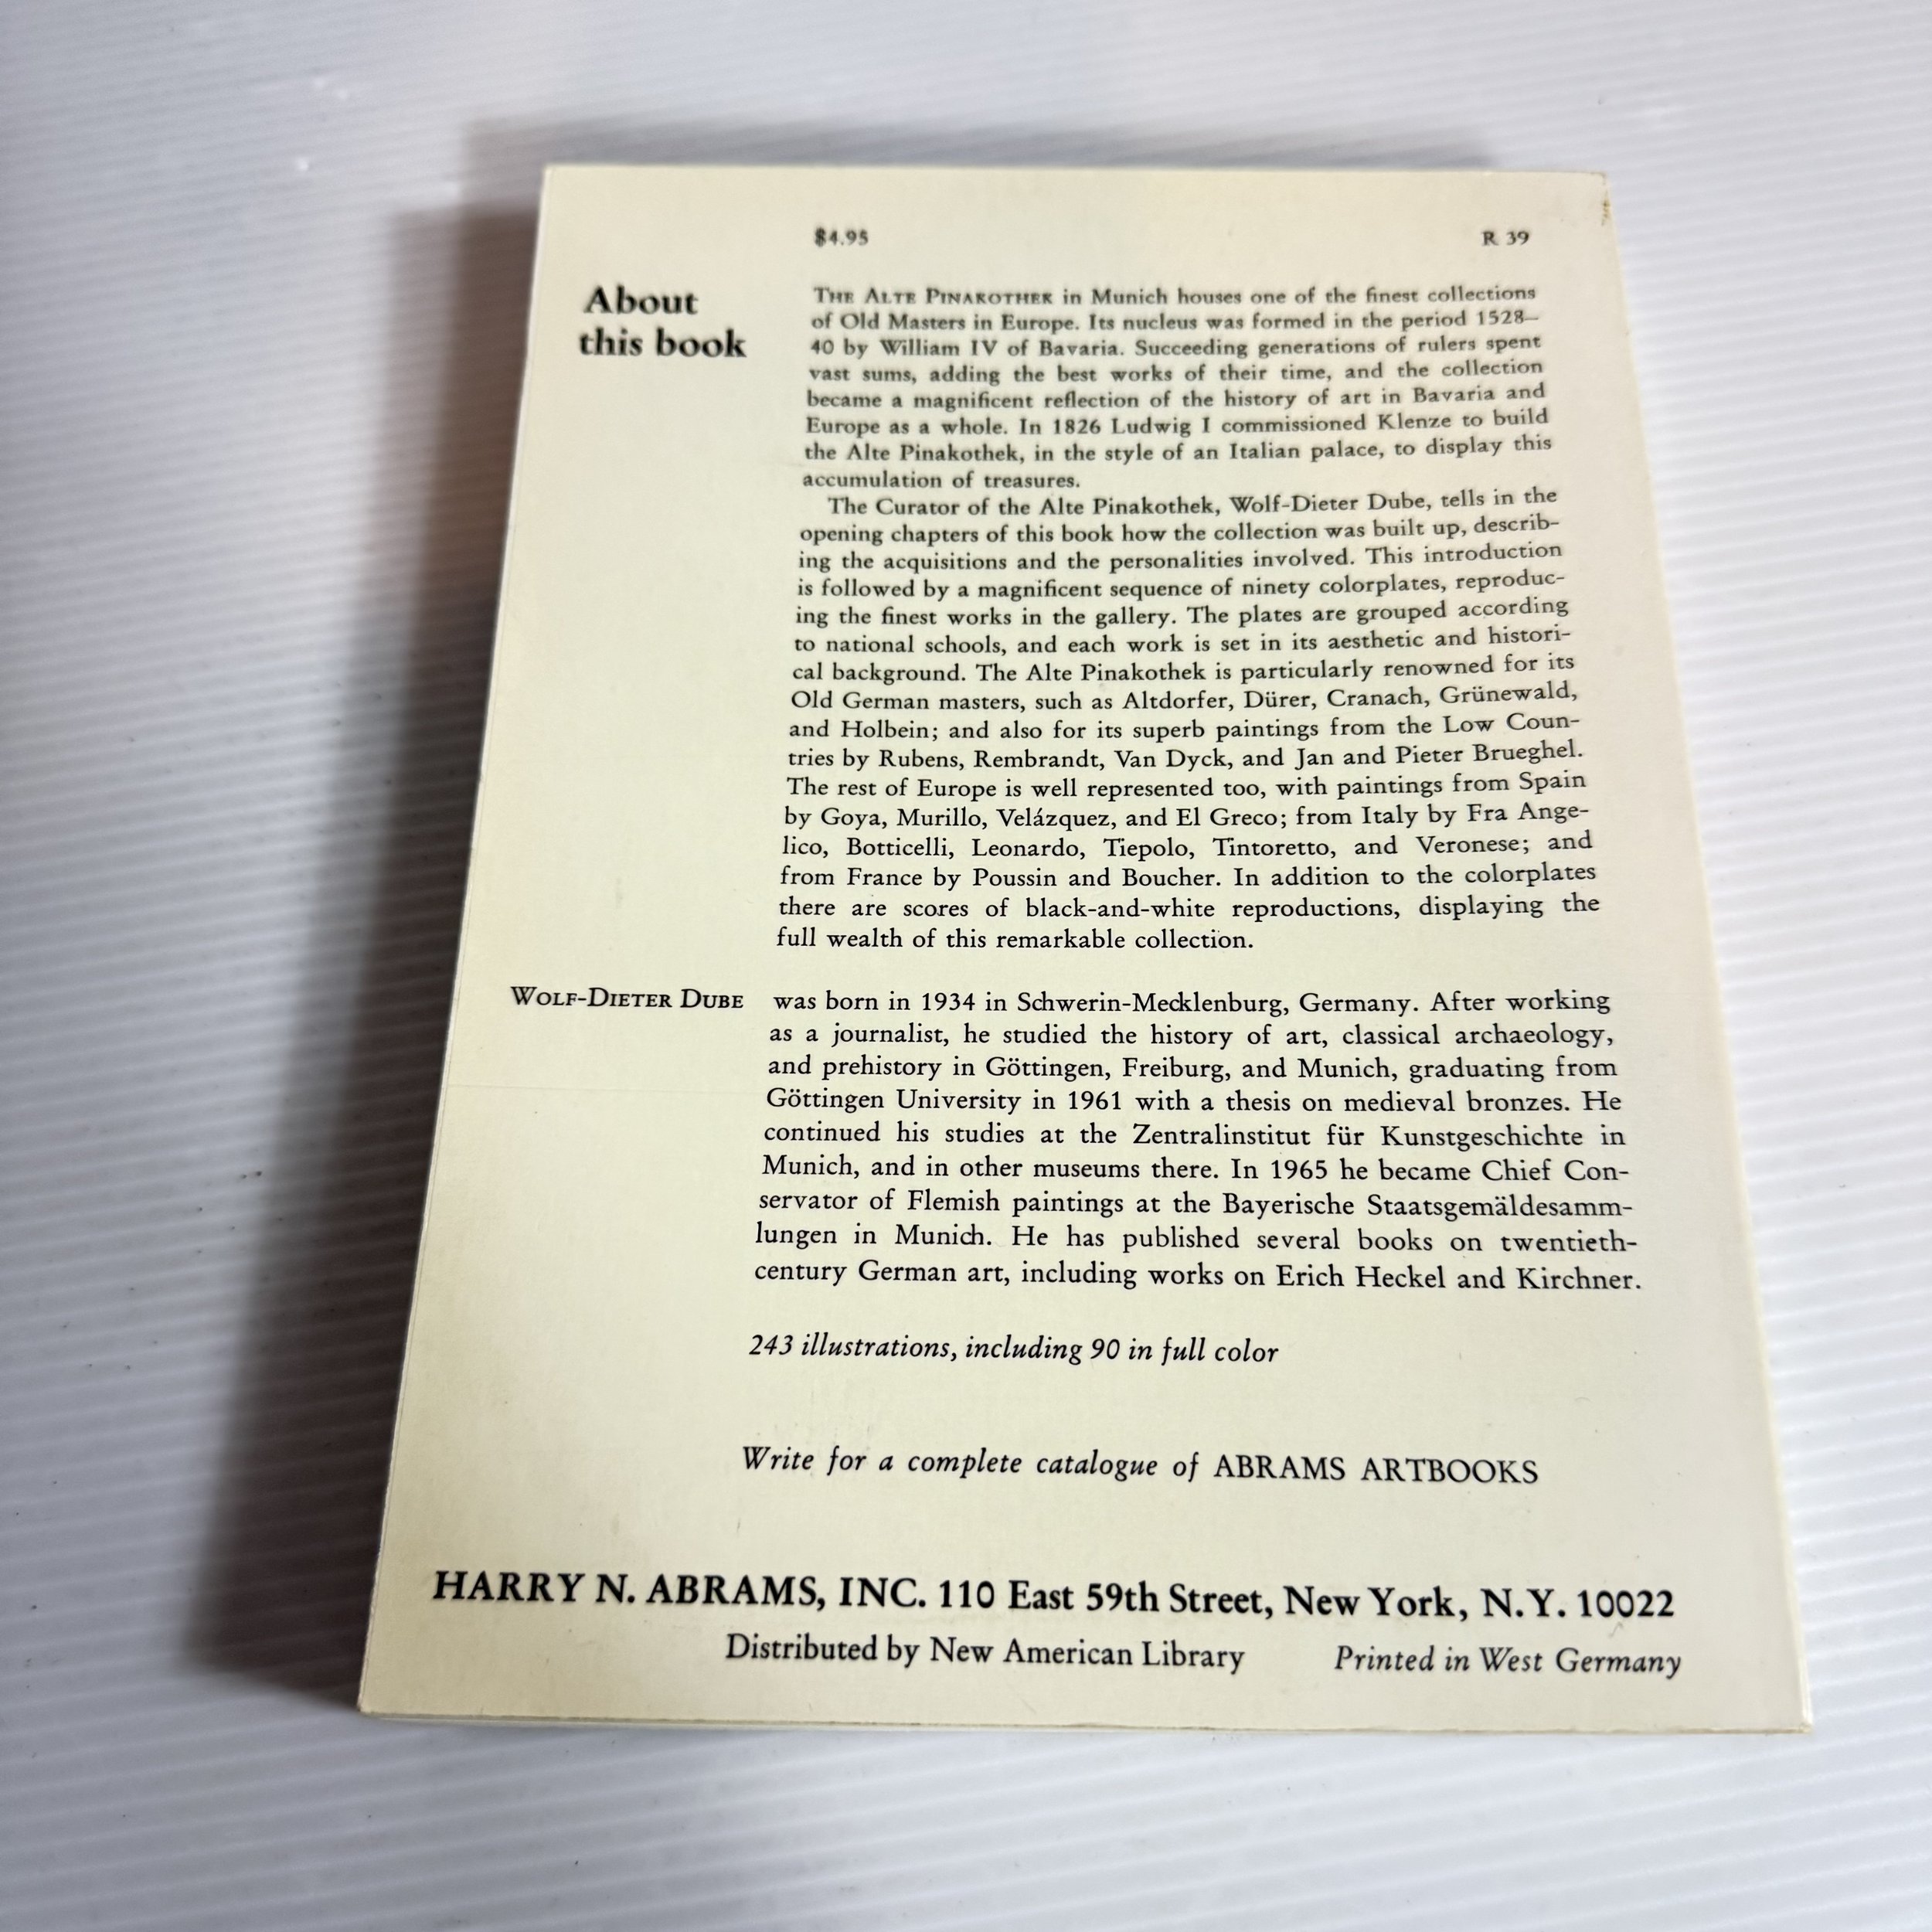 $4.95 R 39
About
this book
THE ALTE PINAKOTHEK in Munich houses one of the finest collections
of Old Masters in Europe. Its nucleus was formed in the period 1528–
40 by William IV of Bavaria. Succeeding generations of rulers spent
vast sums, adding the best works of their time, and the collection
became a magnificent reflection of the history of art in Bavaria and
Europe as a whole. In 1826 Ludwig I commissioned Klenze to build
the Alte Pinakothek, in the style of an Italian palace, to display this
accumulation of treasures.
The Curator of the Alte Pinakothek, Wolf-Dieter Dube, tells in the
opening chapters of this book how the collection was built up, describ-
ing the acquisitions and the personalities involved. This introduction
is followed by a magnificent sequence of ninety colorplates, reproduc-
ing the finest works in the gallery. The plates are grouped according
to national schools, and each work is set in its aesthetic and histori-
cal background. The Alte Pinakothek is particularly renowned for its
Old German masters, such as Altdorfer, Dürer, Cranach, Grünewald,
and Holbein; and also for its superb paintings from the Low Coun-
tries by Rubens, Rembrandt, Van Dyck, and Jan and Pieter Brueghel.
The rest of Europe is well represented too, with paintings from Spain
by Goya, Murillo, Velázquez, and El Greco; from Italy by Fra Ange-
lico, Botticelli, Leonardo, Tiepolo, Tintoretto, and Veronese; and
from France by Poussin and Boucher. In addition to the colorplates
there are scores of black-and-white reproductions, displaying the
full wealth of this remarkable collection.
WOLF-DIETER DUBE was born in 1934 in Schwerin-Mecklenburg, Germany. After working
as a journalist, he studied the history of art, classical archaeology,
and prehistory in Göttingen, Freiburg, and Munich, graduating from
Göttingen University in 1961 with a thesis on medieval bronzes. He
continued his studies at the Zentralinstitut für Kunstgeschichte in
Munich, and in other museums there. In 1965 he became Chief Con-
servator of Flemish paintings at the Bayerische Staatsgemäldesamm-
lungen in Munich. He has published several books on twentieth-
century German art, including works on Erich Heckel and Kirchner.
243 illustrations, including 90 in full color
Write for a complete catalogue of ABRAMS ARTBOOKS
HARRY N. ABRAMS, INC. 110 East 59th Street, New York, N.Y. 10022
Distributed by New American Library Printed in West Germany